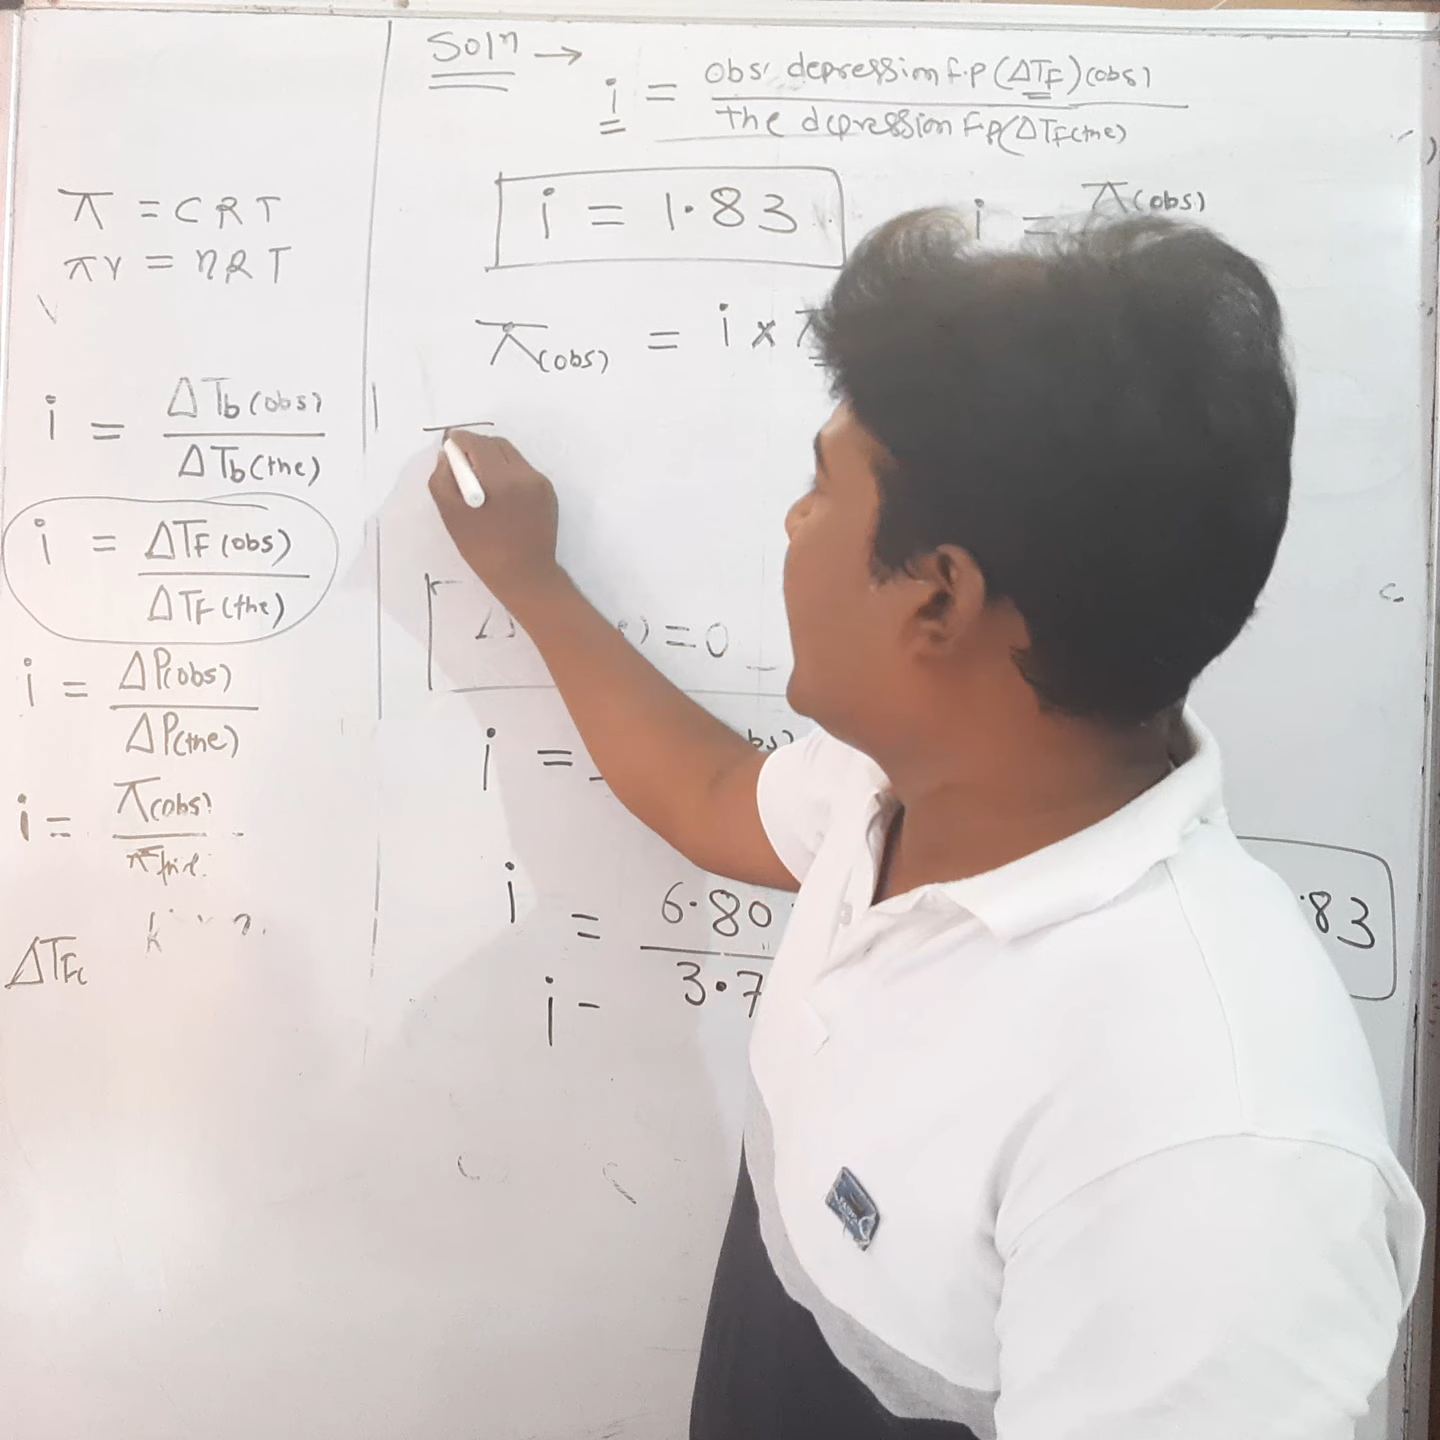 π = CRT
πV = nRT
i = ΔTb(obs)
ΔTb(the)
i = ΔTF(obs)
ΔTF(the)
i = ΔP(obs)
ΔP(the)
i = π(obs)
ΔTF
Solⁿ →
i = obs. depression f.p (ΔTF)(obs)
the depression F.P(ΔTF(the)
i = 1.83
i = π(obs)
π(obs) = i x
Δ ) = 0
i =
i = 6.80
3.7
.83
i =